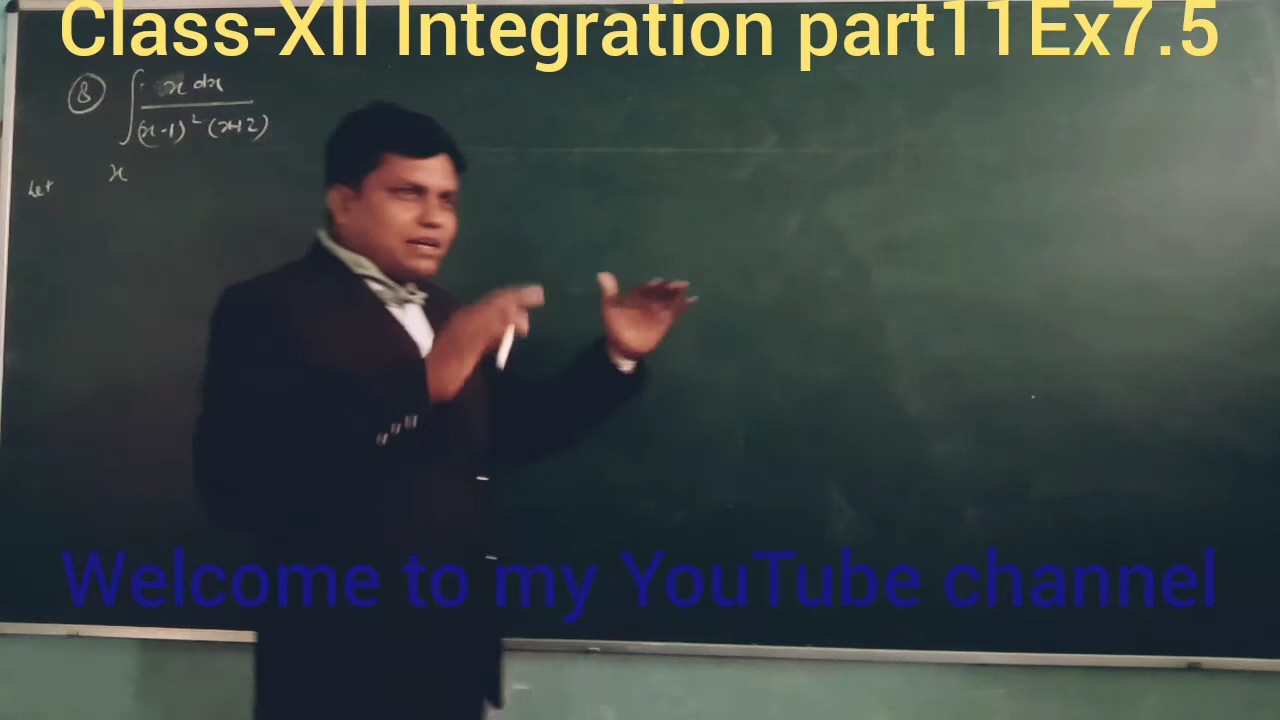 Class-XII Integration part11Ex7.5
8 ∫ x dx
(x-1)² (x+2)
Let x
Welcome to my YouTube channel